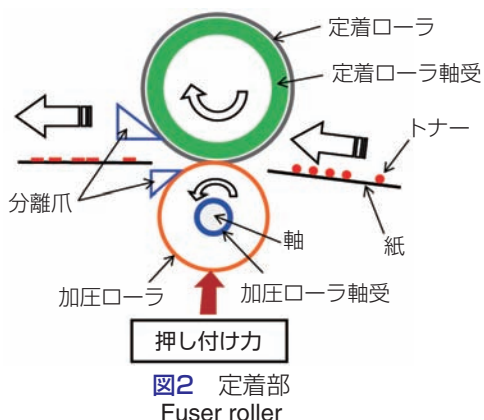 定着ローラ
定着ローラ軸受
トナー
分離爪
紙
軸
加圧ローラ
加圧ローラ軸受
押し付け力
図2 定着部
Fuser roller